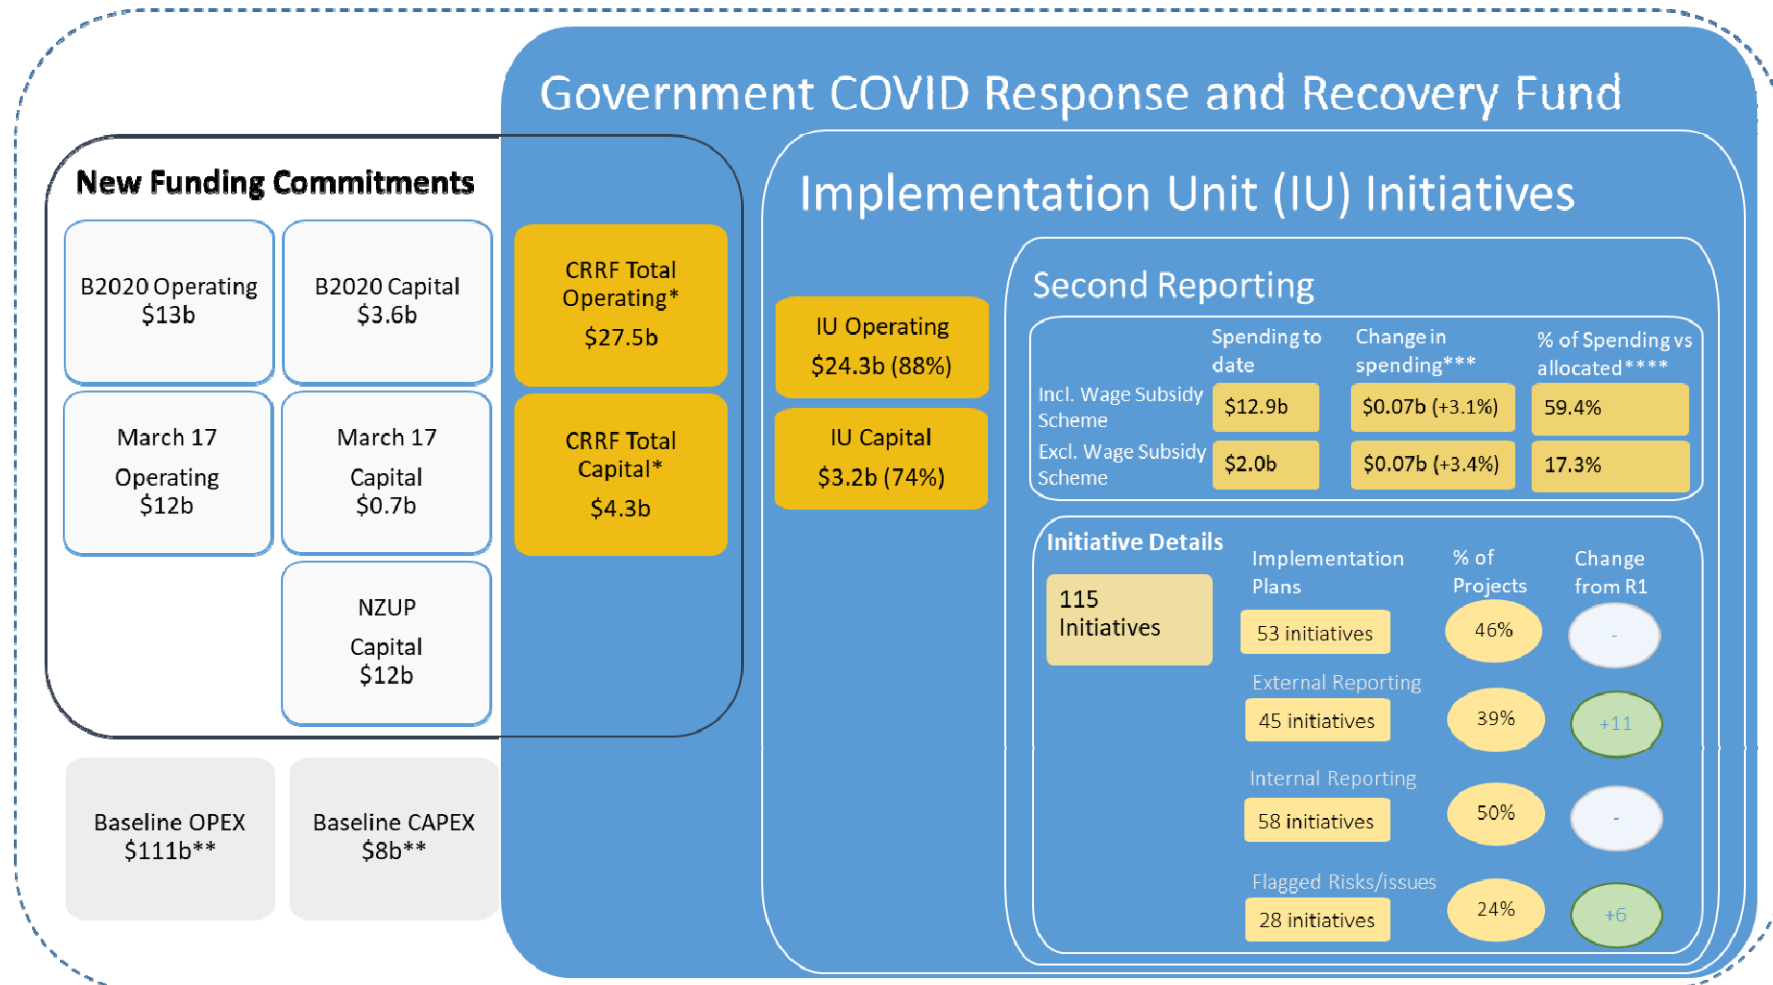 Government COVID Response and Recovery Fund
New Funding Commitments
B2020 Operating
$13b
B2020 Capital
$3.6b
March 17
Operating
$12b
March 17
Capital
$0.7b
NZUP
Capital
$12b
Baseline OPEX
$111b**
Baseline CAPEX
$8b**
CRRF Total
Operating*
$27.5b
CRRF Total
Capital*
$4.3b
Implementation Unit (IU) Initiatives
IU Operating
$24.3b (88%)
IU Capital
$3.2b (74%)
Second Reporting
Spending to
date
Change in
spending***
% of Spending vs
allocated****
Incl. Wage Subsidy
Scheme
$12.9b
$0.07b (+3.1%)
59.4%
Excl. Wage Subsidy
Scheme
$2.0b
$0.07b (+3.4%)
17.3%
Initiative Details
115
Initiatives
Implementation
Plans
% of
Projects
Change
from R1
53 initiatives
46%
-
External Reporting
45 initiatives
39%
+11
Internal Reporting
58 initiatives
50%
-
Flagged Risks/issues
28 initiatives
24%
+6